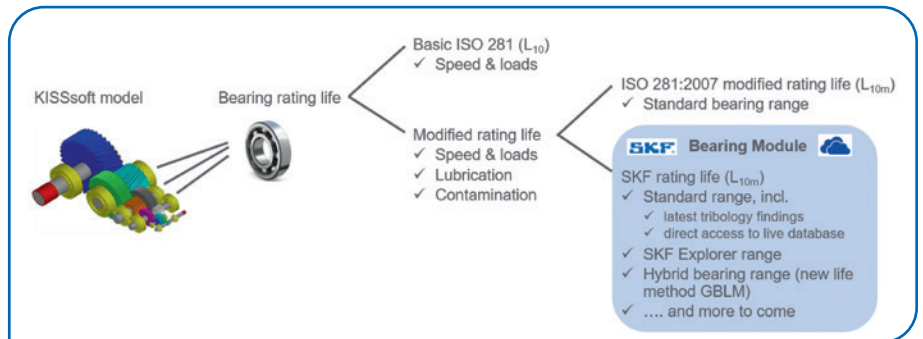 KISSsoft model
Bearing rating life
Basic ISO 281 (L10)
✓ Speed & loads
Modified rating life
✓ Speed & loads
✓ Lubrication
✓ Contamination
ISO 281:2007 modified rating life (L10m)
✓ Standard bearing range
SKF. Bearing Module
SKF rating life (L10m)
✓ Standard range, incl.
✓ latest tribology findings
✓ direct access to live database
✓ SKF Explorer range
✓ Hybrid bearing range (new life
method GBLM)
✓ .... and more to come